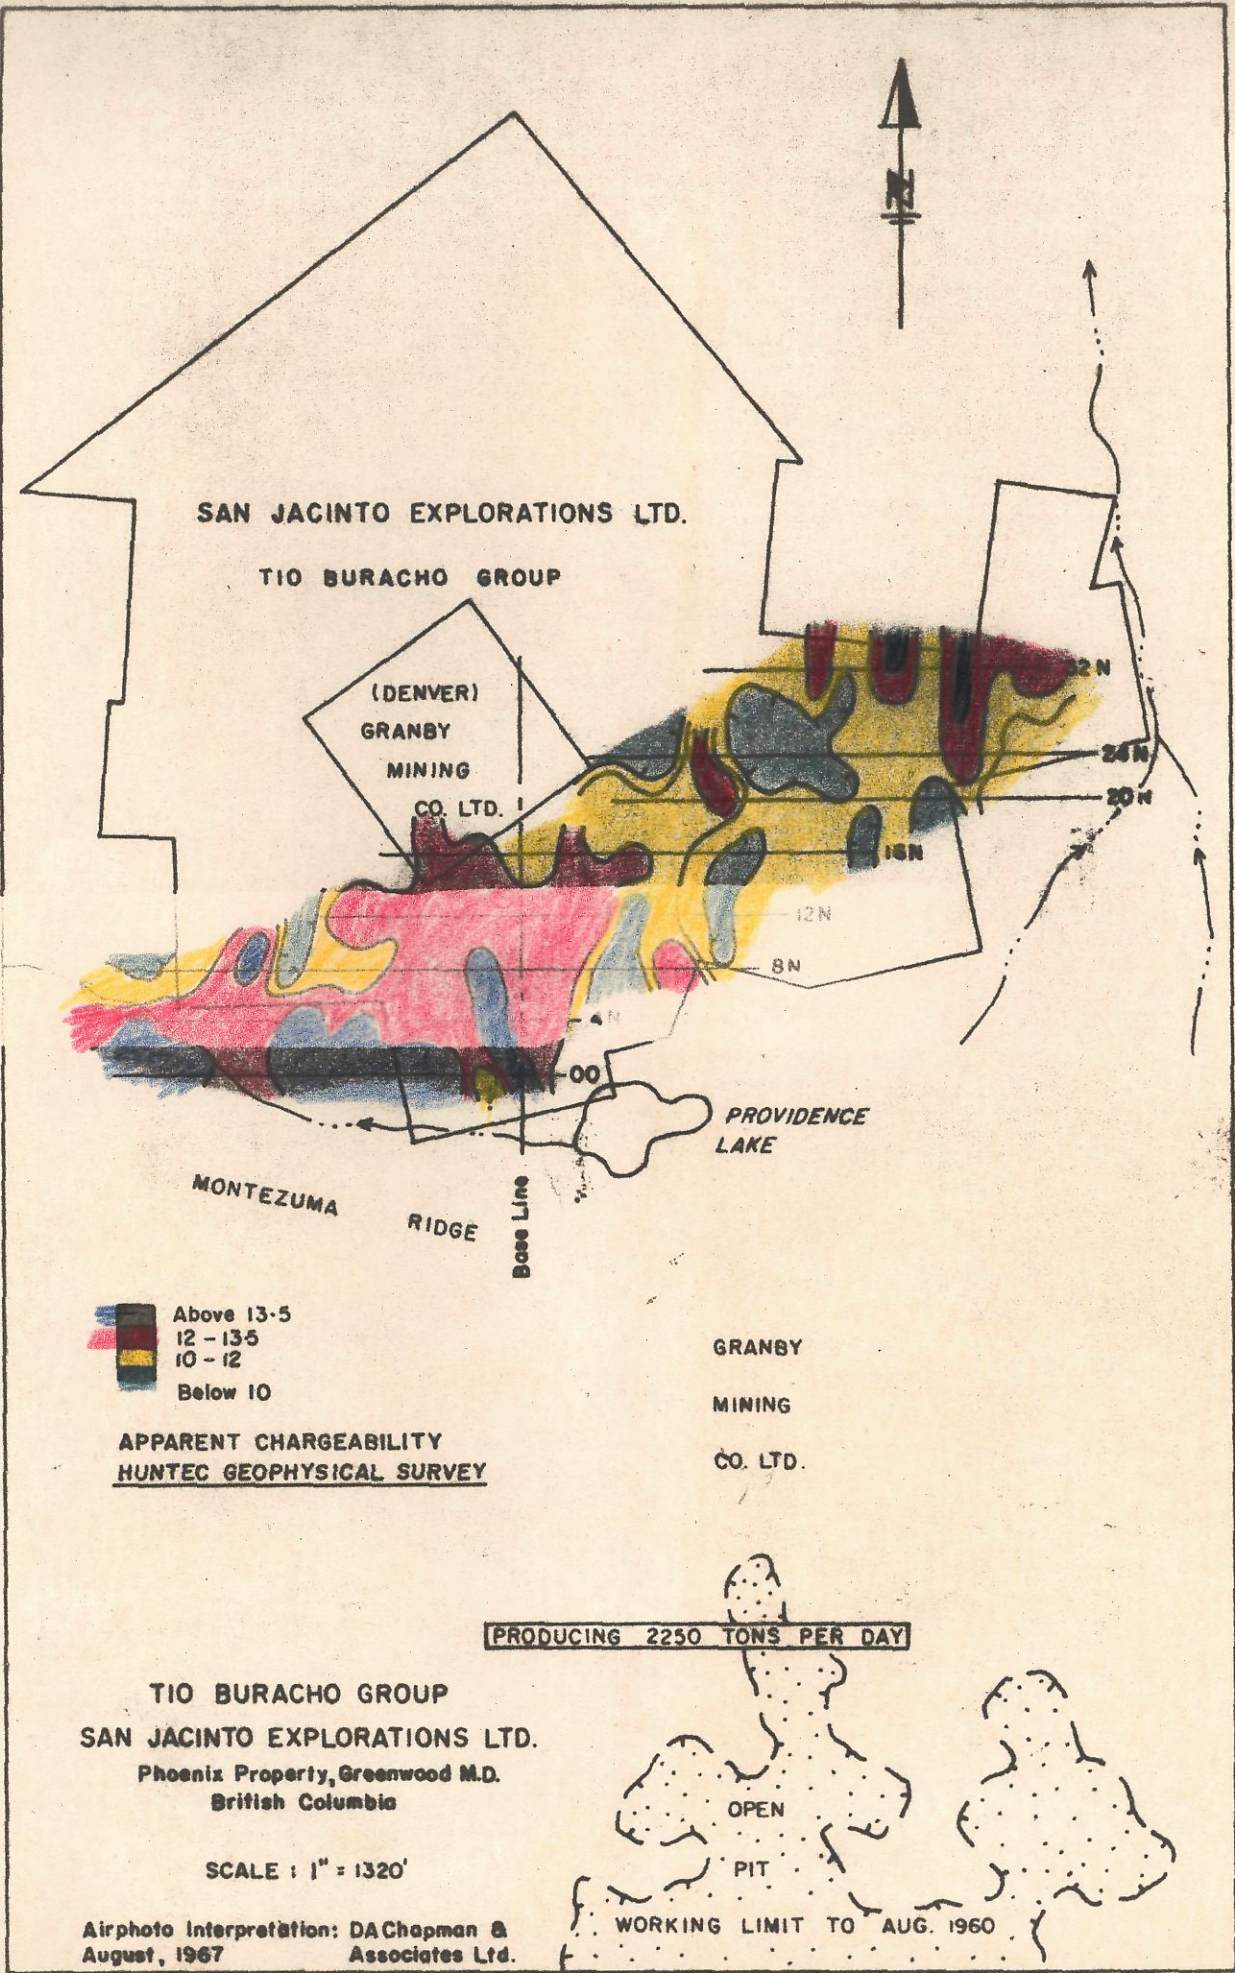 N
SAN JACINTO EXPLORATIONS LTD.
TIO BURACHO GROUP
(DENVER)
GRANBY
MINING
CO. LTD.
32 N
24 N
20 N
16N
12N
8N
4N
00
PROVIDENCE
LAKE
MONTEZUMA RIDGE
Base Line
Above 13·5
12 - 13·5
10 - 12
Below 10
APPARENT CHARGEABILITY
HUNTEC GEOPHYSICAL SURVEY
GRANBY
MINING
CO. LTD.
PRODUCING 2250 TONS PER DAY
TIO BURACHO GROUP
SAN JACINTO EXPLORATIONS LTD.
Phoenix Property, Greenwood M.D.
British Columbia
SCALE : 1" = 1320'
Airphoto Interpretation: DA Chapman &
August, 1967 Associates Ltd.
OPEN
PIT
WORKING LIMIT TO AUG. 1960